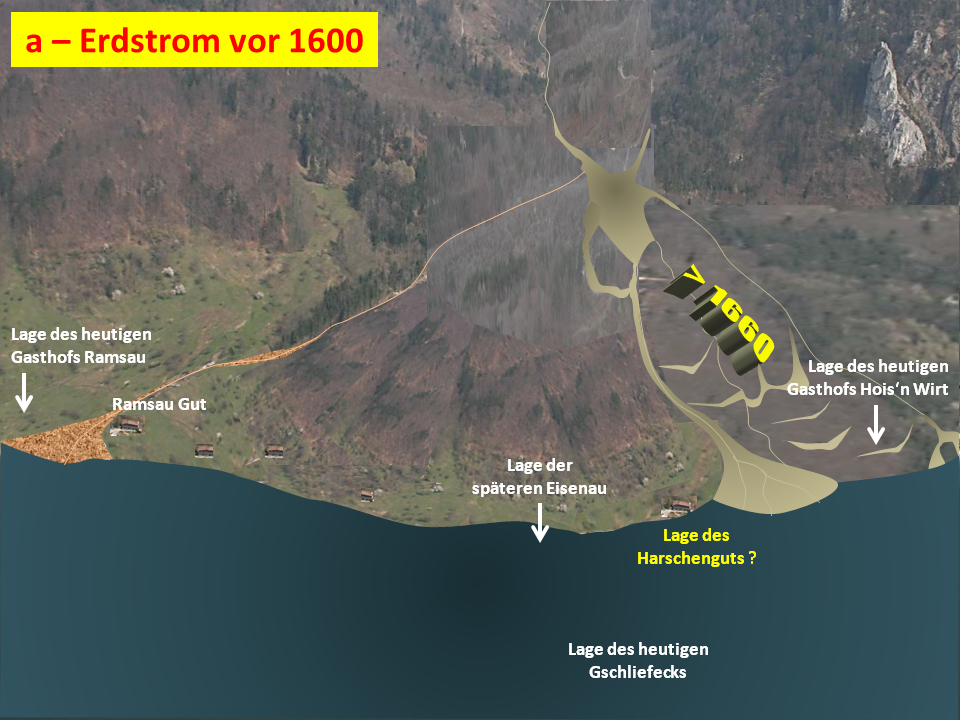 a – Erdstrom vor 1600
v 1660
Lage des heutigen
Gasthofs Ramsau
Lage des heutigen
Gasthofs Hois‘n Wirt
Ramsau Gut
Lage der
späteren Eisenau
Lage des
Harschenguts ?
Lage des heutigen
Gschliefecks